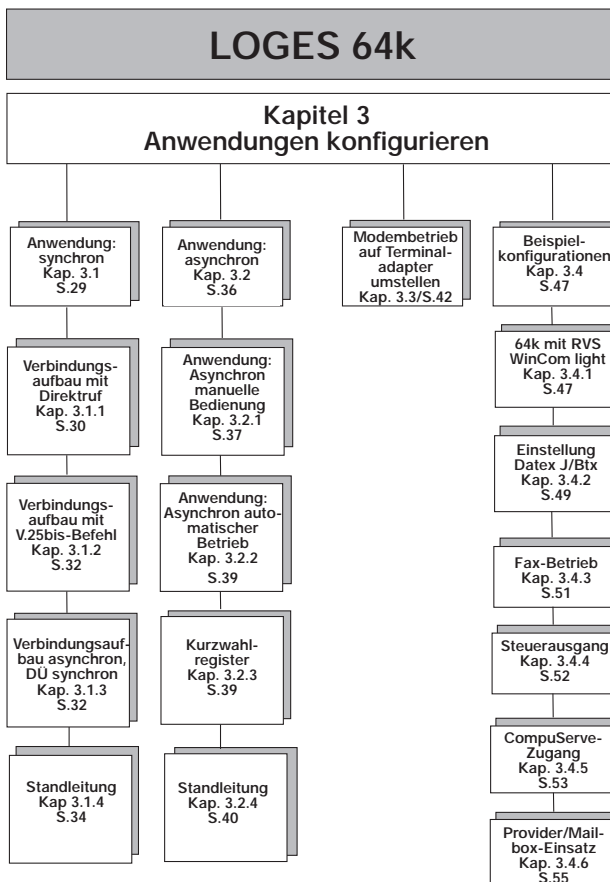 LOGES 64k
Kapitel 3
Anwendungen konfigurieren
Anwendung:
synchron
Kap. 3.1
S.29
Verbindungs-
aufbau mit
Direktruf
Kap. 3.1.1
S.30
Verbindungs-
aufbau mit
V.25bis-Befehl
Kap. 3.1.2
S.32
Verbindungsauf-
bau asynchron,
DÜ synchron
Kap. 3.1.3
S.32
Standleitung
Kap 3.1.4
S.34
Anwendung:
asynchron
Kap. 3.2
S.36
Anwendung:
Asynchron
manuelle
Bedienung
Kap. 3.2.1
S.37
Anwendung:
Asynchron auto-
matischer
Betrieb
Kap. 3.2.2
S.39
Kurzwahl-
register
Kap. 3.2.3
S.39
Standleitung
Kap. 3.2.4
S.40
Modembetrieb
auf Terminal-
adapter
umstellen
Kap. 3.3/S.42
Beispiel-
konfigurationen
Kap. 3.4
S.47
64k mit RVS
WinCom light
Kap. 3.4.1
S.47
Einstellung
Datex J/Btx
Kap. 3.4.2
S.49
Fax-Betrieb
Kap. 3.4.3
S.51
Steuerausgang
Kap. 3.4.4
S.52
CompuServe-
Zugang
Kap. 3.4.5
S.53
Provider/Mail-
box-Einsatz
Kap. 3.4.6
S.55